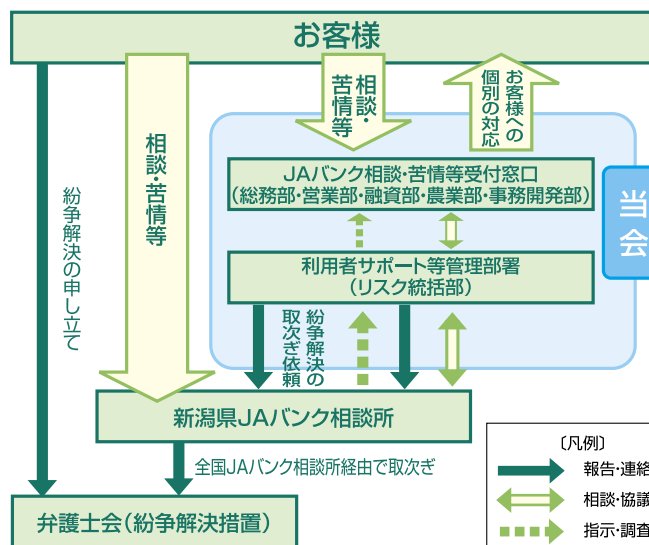 お客様
相談・
苦情等
お客様への
個別の対応
相談・苦情等
紛争解決の申し立て
JAバンク相談・苦情等受付窓口
(総務部・営業部・融資部・農業部・事務開発部)
当
会
利用者サポート等管理部署
(リスク統括部)
紛争解決の
取次ぎ依頼
新潟県JAバンク相談所
全国JAバンク相談所経由で取次ぎ
弁護士会(紛争解決措置)
〔凡例〕
報告・連絡
相談・協議
指示・調査